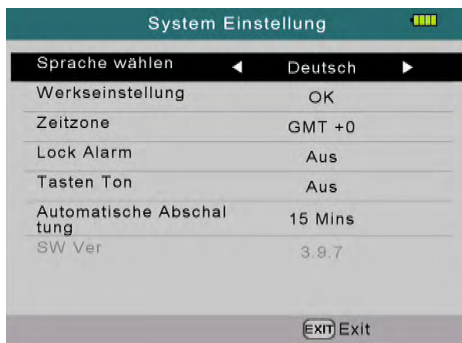 System Einstellung
Sprache wählen Deutsch
Werkseinstellung OK
Zeitzone GMT +0
Lock Alarm Aus
Tasten Ton Aus
Automatische Abschal
tung 15 Mins
SW Ver 3.9.7
EXIT Exit